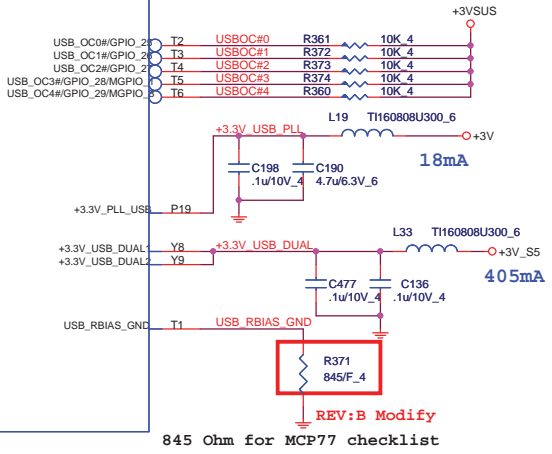 +3VSUS
USB_OC0#/GPIO_25 T2 USBOC#0 R361 10K_4
USB_OC1#/GPIO_26 T3 USBOC#1 R372 10K_4
USB_OC2#/GPIO_27 T4 USBOC#2 R373 10K_4
USB_OC3#/GPIO_28/MGPIO_1 T5 USBOC#3 R374 10K_4
USB_OC4#/GPIO_29/MGPIO_ T6 USBOC#4 R360 10K_4
L19 TI160808U300_6
+3.3V_USB_PLL +3V
18mA
C198 C190
.1u/10V_4 4.7u/6.3V_6
+3.3V_PLL_USB P19
L33 TI160808U300_6
+3.3V_USB_DUAL1 Y8 +3.3V_USB_DUAL +3V_S5
+3.3V_USB_DUAL2 Y9
405mA
C477 C136
.1u/10V_4 .1u/10V_4
USB_RBIAS_GND T1 USB_RBIAS_GND
R371
845/F_4
REV:B Modify
845 Ohm for MCP77 checklist